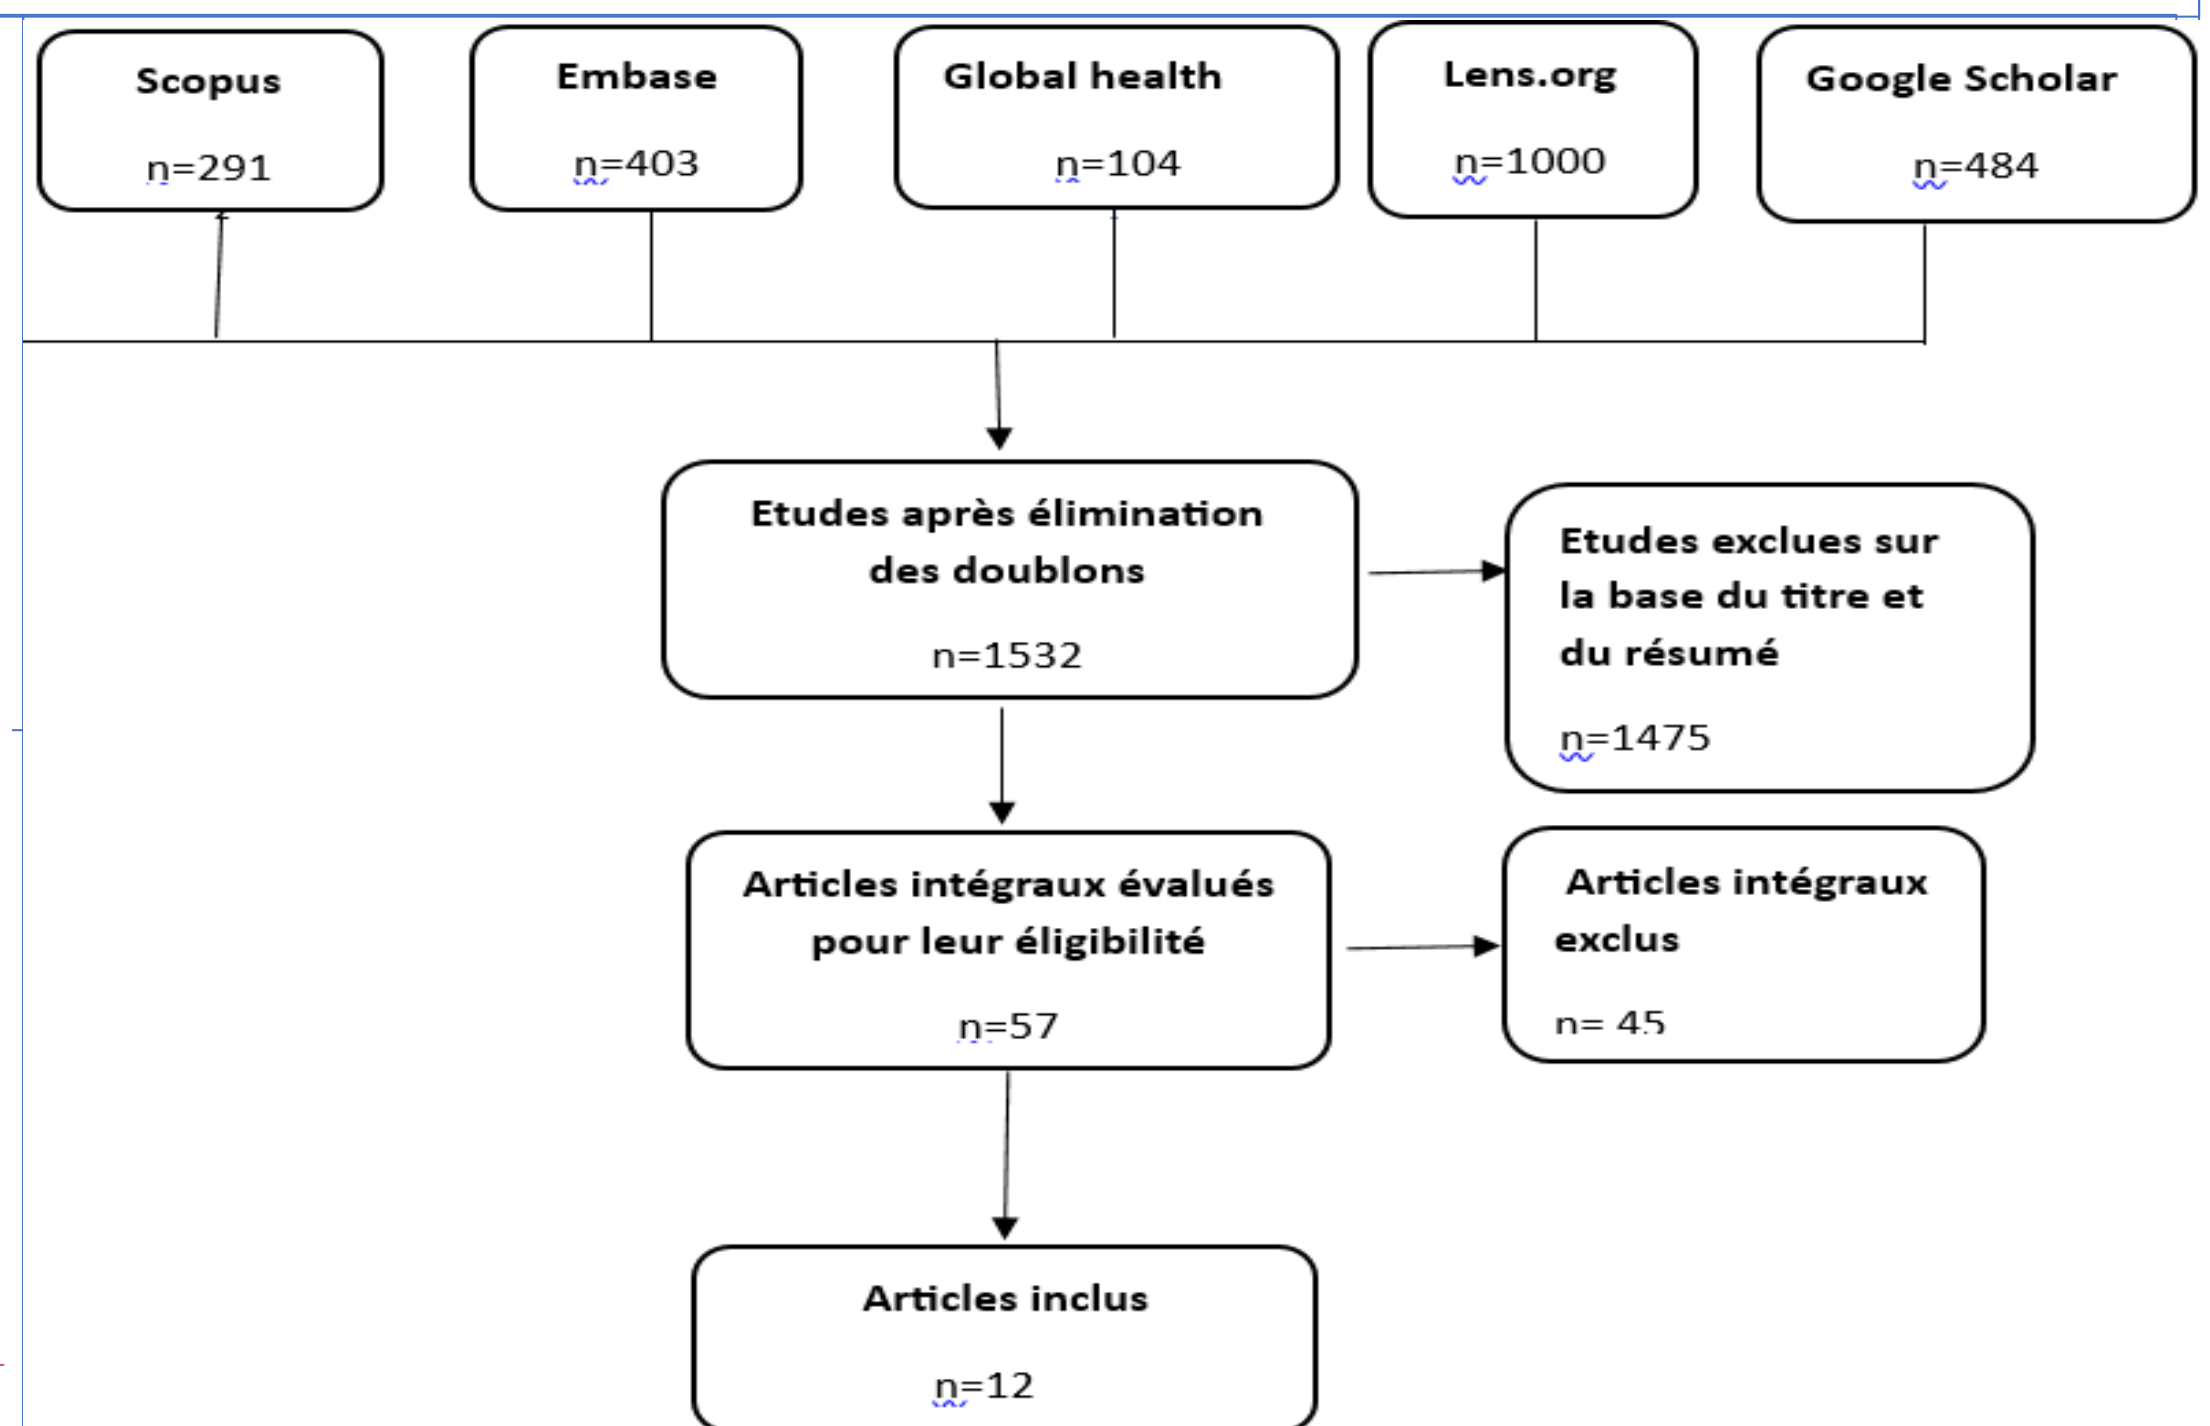 Scopus
n=291
Embase
n=403
Global health
n=104
Lens.org
n=1000
Google Scholar
n=484
Etudes après élimination
des doublons
n=1532
Etudes exclues sur
la base du titre et
du résumé
n=1475
Articles intégraux évalués
pour leur éligibilité
n=57
Articles intégraux
exclus
n= 45
Articles inclus
n=12